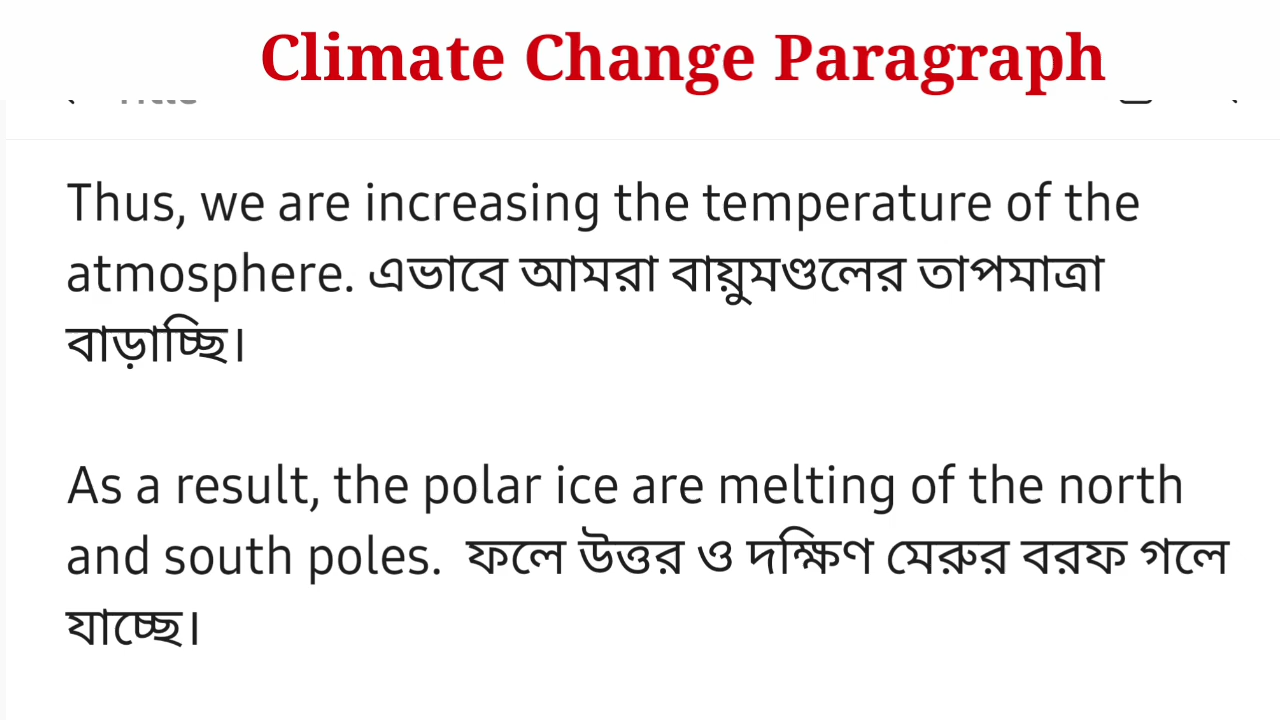 Climate Change Paragraph
Thus, we are increasing the temperature of the
atmosphere. এভাবে আমরা বায়ুমণ্ডলের তাপমাত্রা
বাড়াচ্ছি।
As a result, the polar ice are melting of the north
and south poles. ফলে উত্তর ও দক্ষিণ মেরুর বরফ গলে
যাচ্ছে।